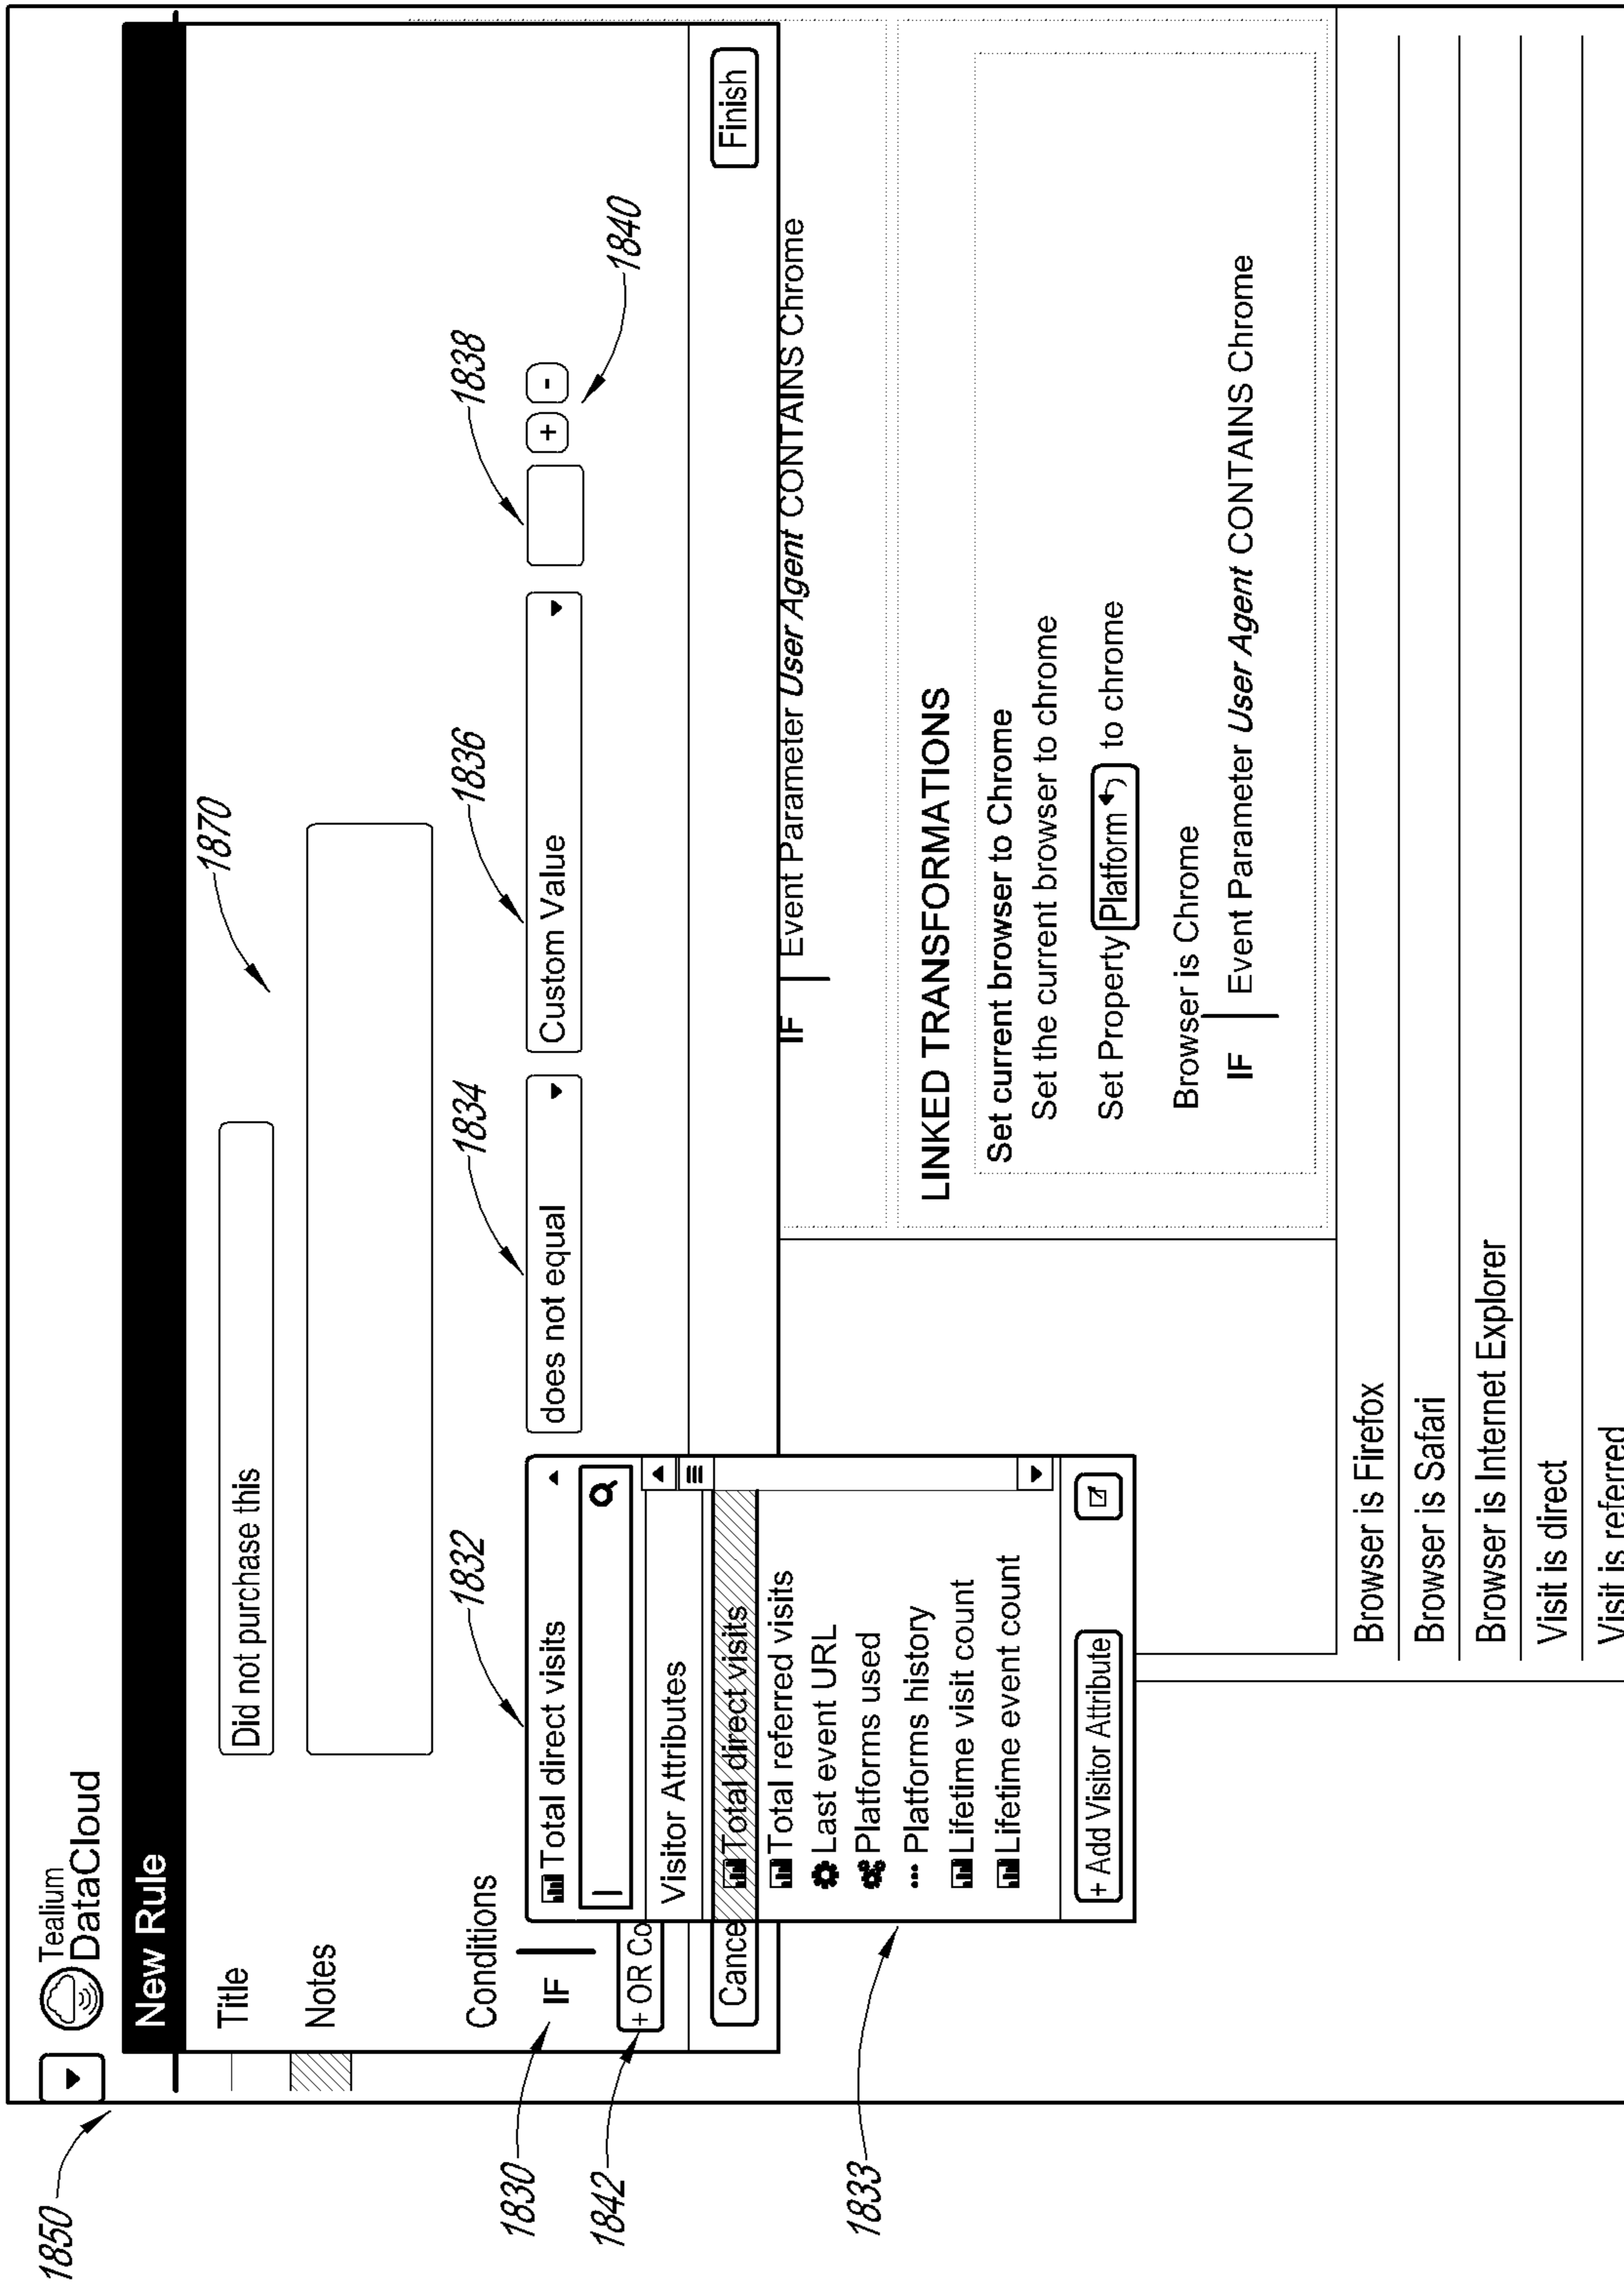 1850
Tealium
DataCloud
New Rule
Title
Did not purchase this
1870
Notes
Conditions
1832
1834
1836
1838
1830
IF
Total direct visits
does not equal
Custom Value
+
-
1840
1842
+ OR Co
Visitor Attributes
Cance
Finish
Total direct visits
Total referred visits
Last event URL
Platforms used
Platforms history
Lifetime visit count
Lifetime event count
+ Add Visitor Attribute
1833
IF
Event Parameter User Agent CONTAINS Chrome
LINKED TRANSFORMATIONS
Set current browser to Chrome
Set the current browser to chrome
Set Property Platform to chrome
Browser is Chrome
IF
Event Parameter User Agent CONTAINS Chrome
Browser is Firefox
Browser is Safari
Browser is Internet Explorer
Visit is direct
Visit is referred